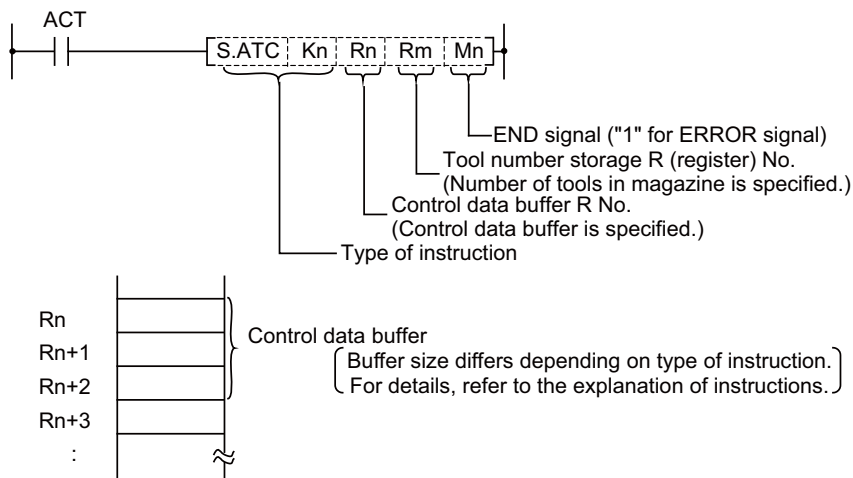 ACT
S.ATC Kn Rn Rm Mn
END signal ("1" for ERROR signal)
Tool number storage R (register) No.
(Number of tools in magazine is specified.)
Control data buffer R No.
(Control data buffer is specified.)
Type of instruction
Rn
Rn+1
Rn+2
Rn+3
:
Control data buffer
Buffer size differs depending on type of instruction.
For details, refer to the explanation of instructions.